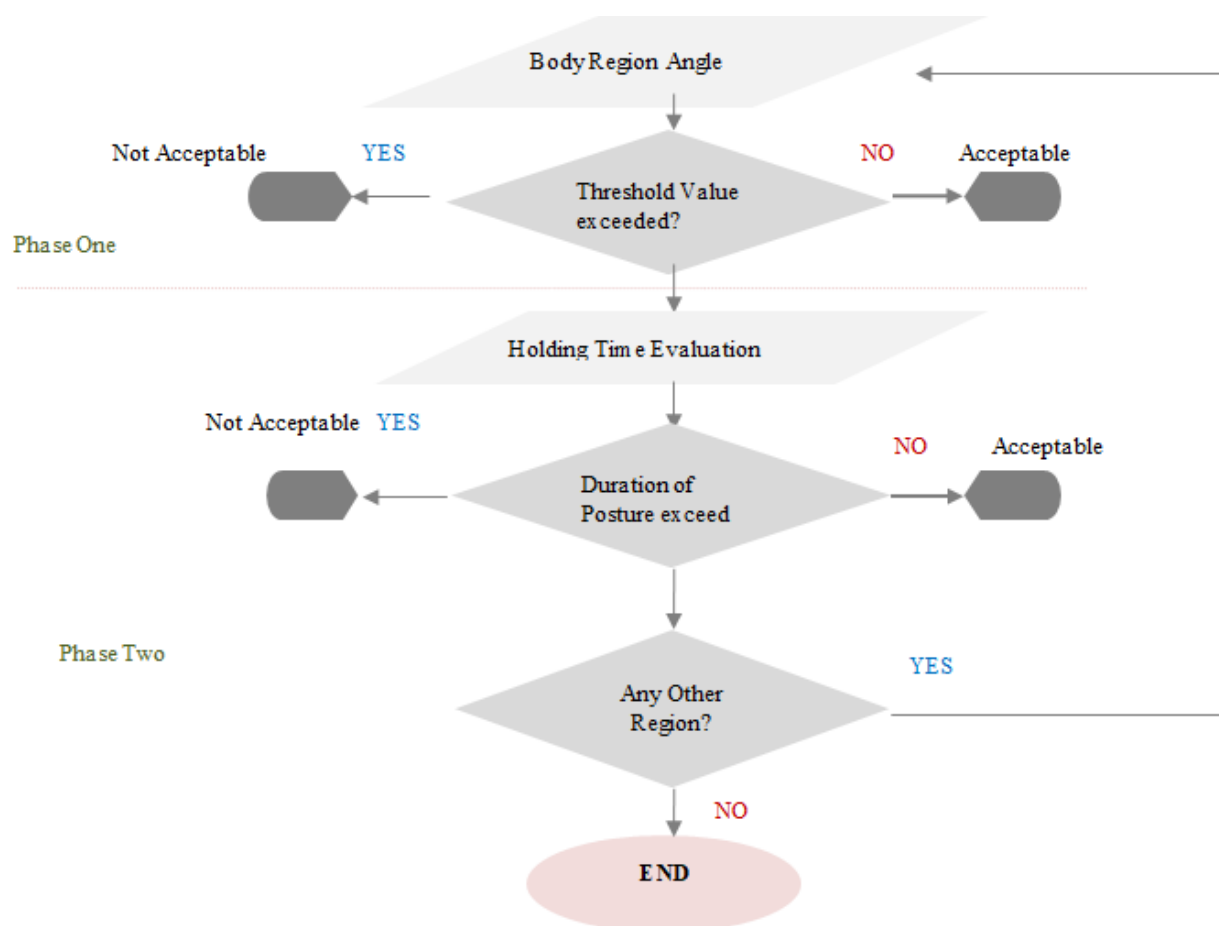 Body Region Angle
Not Acceptable
YES
NO
Acceptable
Threshold Value
exceeded?
Phase One
Holding Time Evaluation
Not Acceptable
YES
NO
Acceptable
Duration of
Posture exceed
Phase Two
YES
Any Other
Region?
NO
END